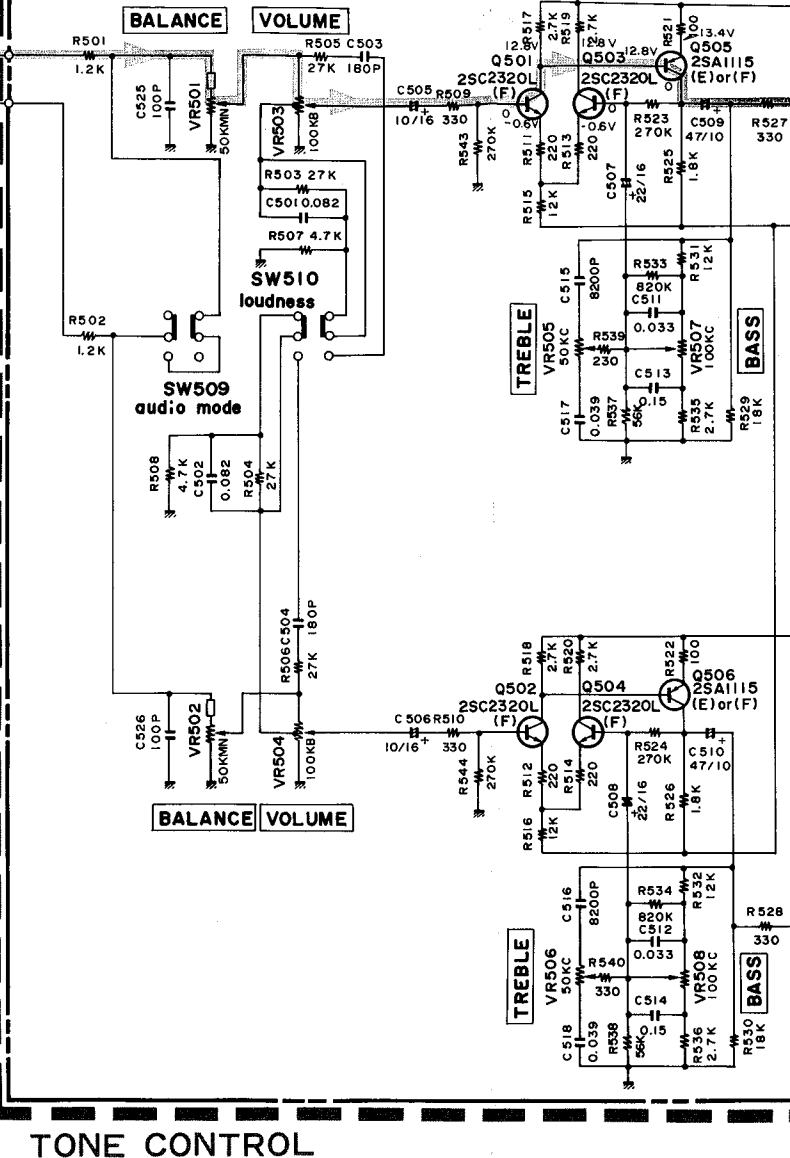 BALANCE
VOLUME
R501
1.2K
C525
100P
VR501
50KMN
R505
27K
C503
180P
VR503
100KB
C505
10/16
+
R509
330
R543
270K
R517
2.7K
R519
2.7K
R521
100
12.8V
12.8V
12.8V
13.4V
Q501
2SC2320L
(F)
Q503
2SC2320L
(F)
Q505
2SA1115
(E)or(F)
0
-0.6V
0
-0.6V
0
R511
220
R513
220
R515
12K
C507
22/16
+
R523
270K
C509
47/10
+
R525
1.8K
R527
330
R503 27K
C501 0.082
R507 4.7K
SW510
loudness
R502
1.2K
SW509
audio mode
R508
4.7K
C502
0.082
R504
27K
C515
8200P
R533
820K
C511
0.033
R531
12K
TREBLE
VR505
50KC
R539
230
VR507
100KC
BASS
C513
0.15
C517
0.039
R537
56K
R535
2.7K
R529
18K
C504
180P
R506
27K
C526
100P
VR502
50KMN
VR504
100KB
BALANCE
VOLUME
C506
10/16
+
R510
330
R544
270K
R518
2.7K
R520
2.7K
R522
100
Q502
2SC2320L
(F)
Q504
2SC2320L
(F)
Q506
2SA1115
(E)or(F)
R512
220
R514
220
R516
12K
C508
22/16
+
R524
270K
C510
47/10
+
R526
1.8K
C516
8200P
R534
820K
C512
0.033
R532
12K
R528
330
TREBLE
VR506
50KC
R540
330
VR508
100KC
BASS
C514
0.15
C518
0.039
R538
56K
R536
2.7K
R530
18K
TONE CONTROL